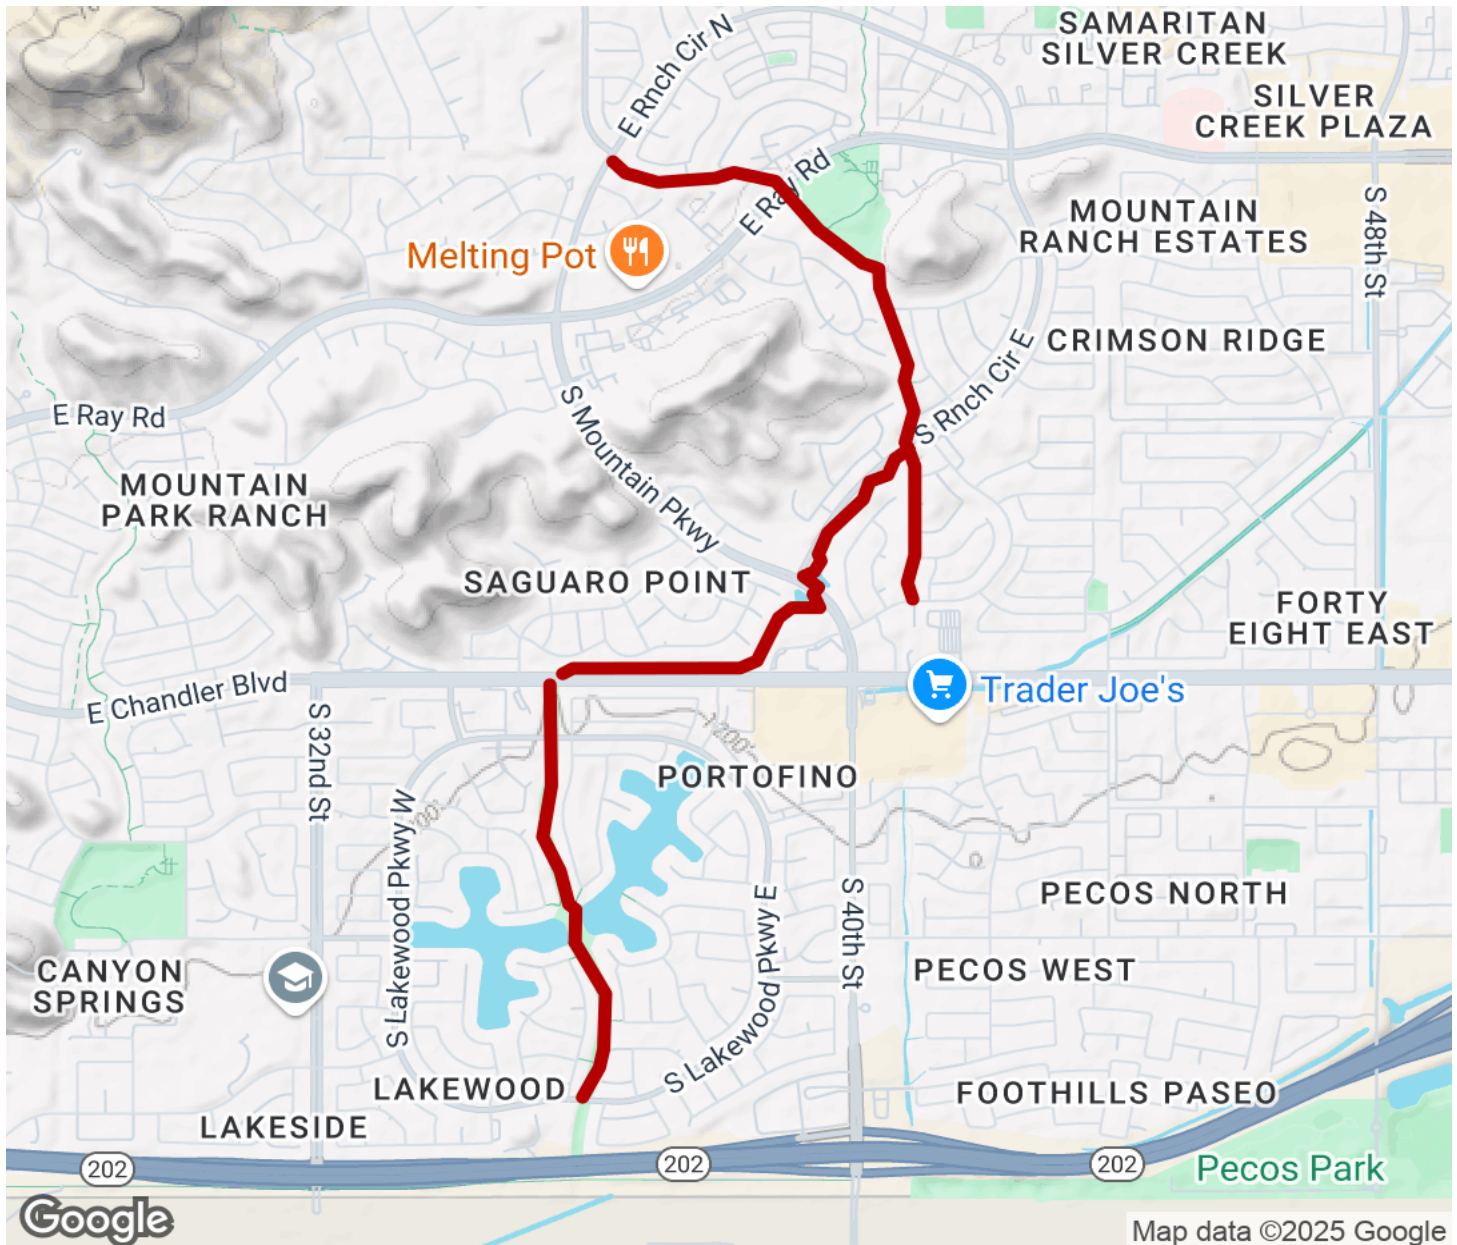 E Rnch Cir N
SAMARITAN
SILVER CREEK
SILVER
CREEK PLAZA
E Ray Rd
S 48th St
MOUNTAIN
RANCH ESTATES
Melting Pot
CRIMSON RIDGE
S Rnch Cir E
E Ray Rd
S Mountain Pkwy
MOUNTAIN
PARK RANCH
SAGUARO POINT
FORTY
EIGHT EAST
E Chandler Blvd
Trader Joe's
S 32nd St
1200'
PORTOFINO
S Lakewood Pkwy W
S Lakewood Pkwy E
S 40th St
PECOS NORTH
CANYON
SPRINGS
PECOS WEST
LAKEWOOD
FOOTHILLS PASEO
LAKESIDE
202
202
202
Pecos Park
Google
Map data ©2025 Google